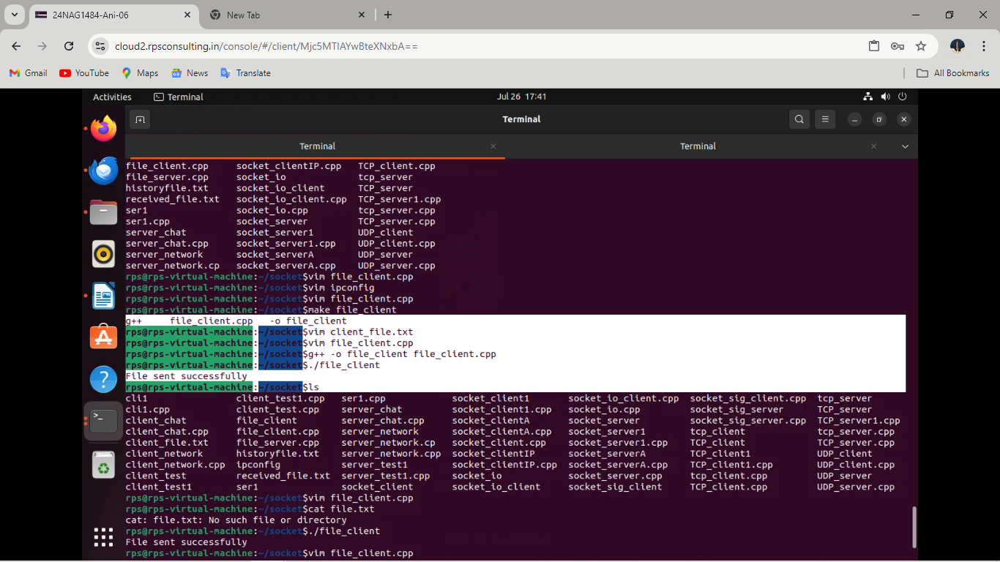 24NAG1484-Ani-06
New Tab
cloud2.rpsconsulting.in/console/#/client/Mjc5MTIAYwBteXNxbA==
Gmail YouTube Maps News Translate All Bookmarks
Activities Terminal Jul 26 17:41
Terminal
Terminal Terminal
file_client.cpp socket_clientIP.cpp TCP_client.cpp
file_server.cpp socket_io tcp_server
historyfile.txt socket_io_client TCP_server
received_file.txt socket_io_client.cpp TCP_server1.cpp
ser1 socket_io.cpp tcp_server.cpp
ser1.cpp socket_server TCP_server.cpp
server_chat socket_server1 UDP_client
server_chat.cpp socket_server1.cpp UDP_client.cpp
server_network socket_serverA UDP_server
server_network.cp socket_serverA.cpp UDP_server.cpp
rps@rps-virtual-machine:~/socket$vim file_client.cpp
rps@rps-virtual-machine:~/socket$vim ipconfig
rps@rps-virtual-machine:~/socket$vim file_client.cpp
rps@rps-virtual-machine:~/socket$make file_client
g++ file_client.cpp -o file_client
rps@rps-virtual-machine:~/socket$vim client_file.txt
rps@rps-virtual-machine:~/socket$vim file_client.cpp
rps@rps-virtual-machine:~/socket$g++ -o file_client file_client.cpp
rps@rps-virtual-machine:~/socket$./file_client
File sent successfully
rps@rps-virtual-machine:~/socket$ls
cli1 client_test1.cpp ser1.cpp socket_client1 socket_io_client.cpp socket_sig_client.cpp tcp_server
cli1.cpp client_test.cpp server_chat socket_client1.cpp socket_io.cpp socket_sig_server TCP_server
client_chat file_client server_chat.cpp socket_clientA socket_server socket_sig_server.cpp TCP_server1.cpp
client_chat.cpp file_client.cpp server_network socket_clientA.cpp socket_server1 tcp_client tcp_server.cpp
client_file.txt file_server.cpp server_network.cp socket_client.cpp socket_server1.cpp TCP_client TCP_server.cpp
client_network historyfile.txt server_network.cpp socket_clientIP socket_serverA TCP_client1 UDP_client
client_network.cpp ipconfig server_test1 socket_clientIP.cpp socket_serverA.cpp TCP_client1.cpp UDP_client.cpp
client_test received_file.txt server_test1.cpp socket_io socket_server.cpp tcp_client.cpp UDP_server
client_test1 ser1 socket_client socket_io_client socket_sig_client TCP_client.cpp UDP_server.cpp
rps@rps-virtual-machine:~/socket$vim file_client.cpp
rps@rps-virtual-machine:~/socket$cat file.txt
cat: file.txt: No such file or directory
rps@rps-virtual-machine:~/socket$./file_client
File sent successfully
rps@rps-virtual-machine:~/socket$vim file_client.cpp